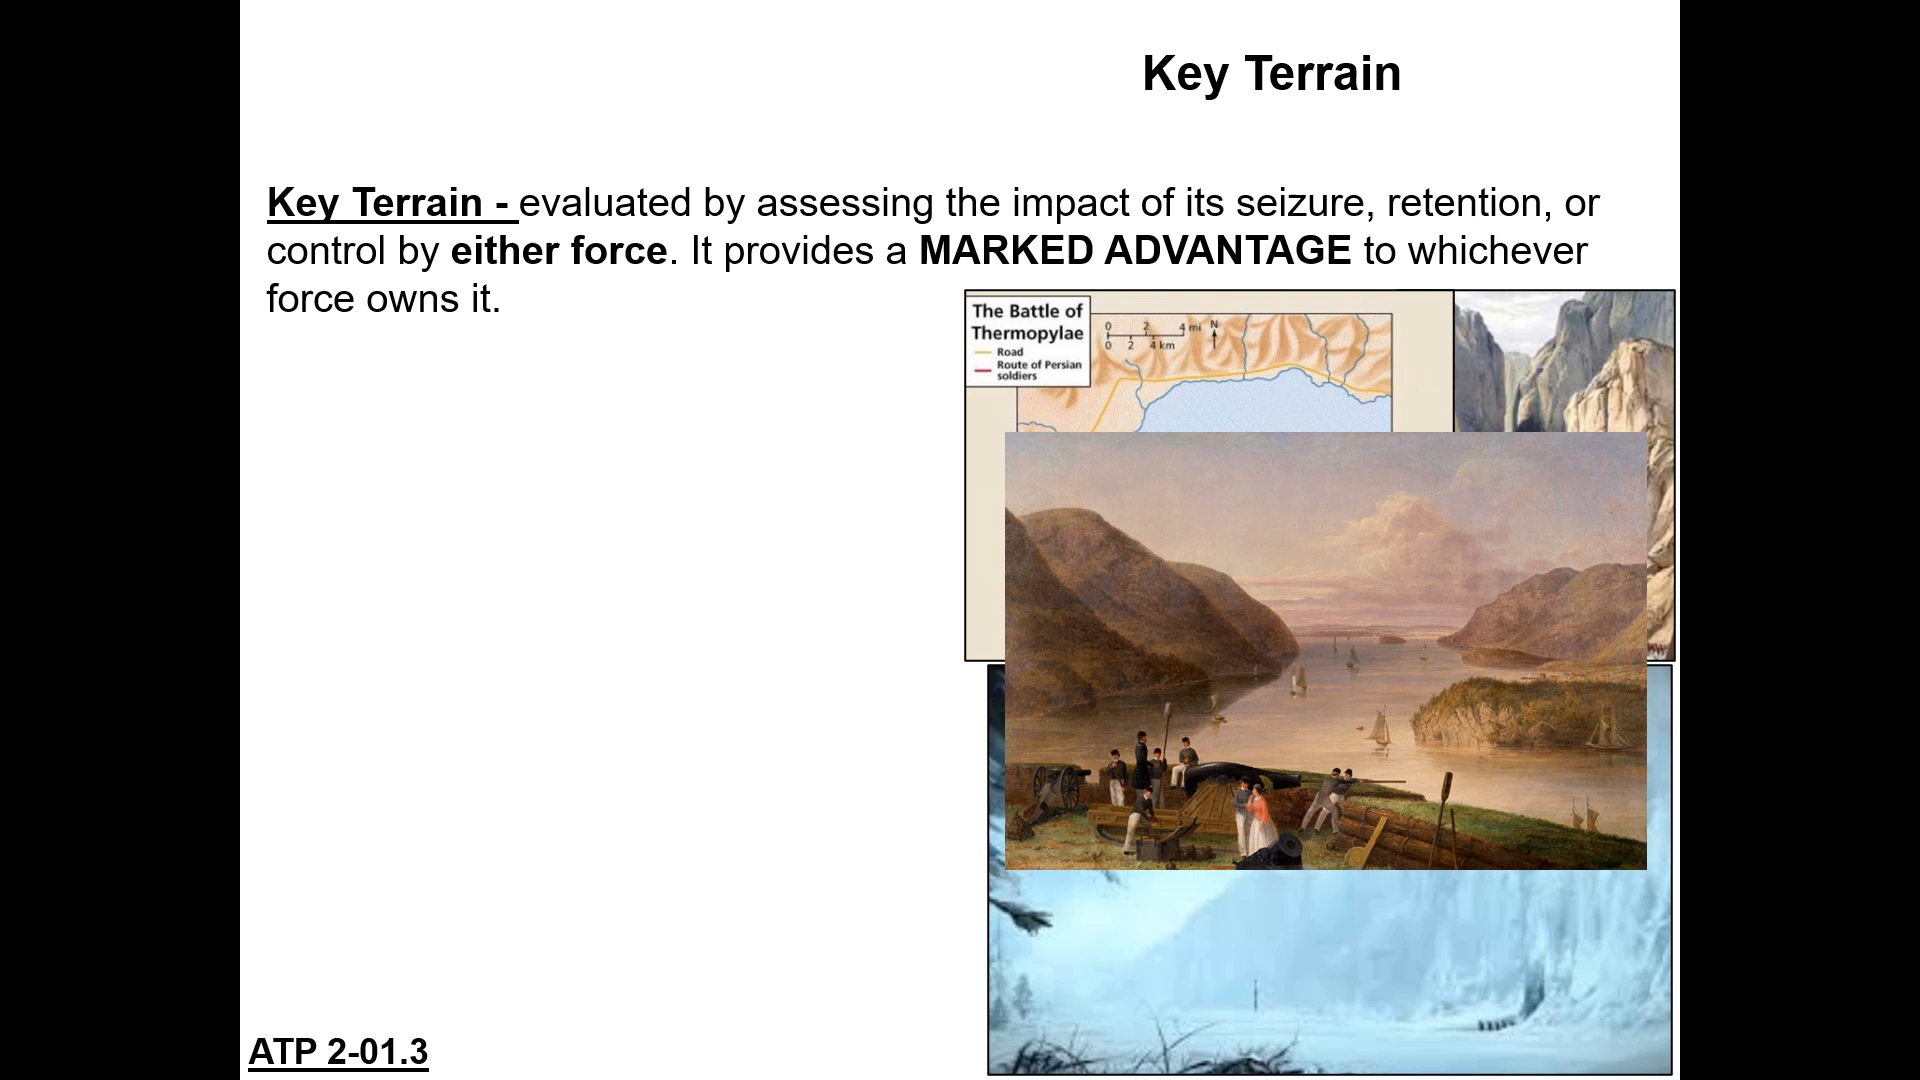 Key Terrain
Key Terrain - evaluated by assessing the impact of its seizure, retention, or
control by either force. It provides a MARKED ADVANTAGE to whichever
force owns it.
The Battle of
Thermopylae
Road
Route of Persian
soldiers
0 2 4 mi
0 2 4 km
N
ATP 2-01.3